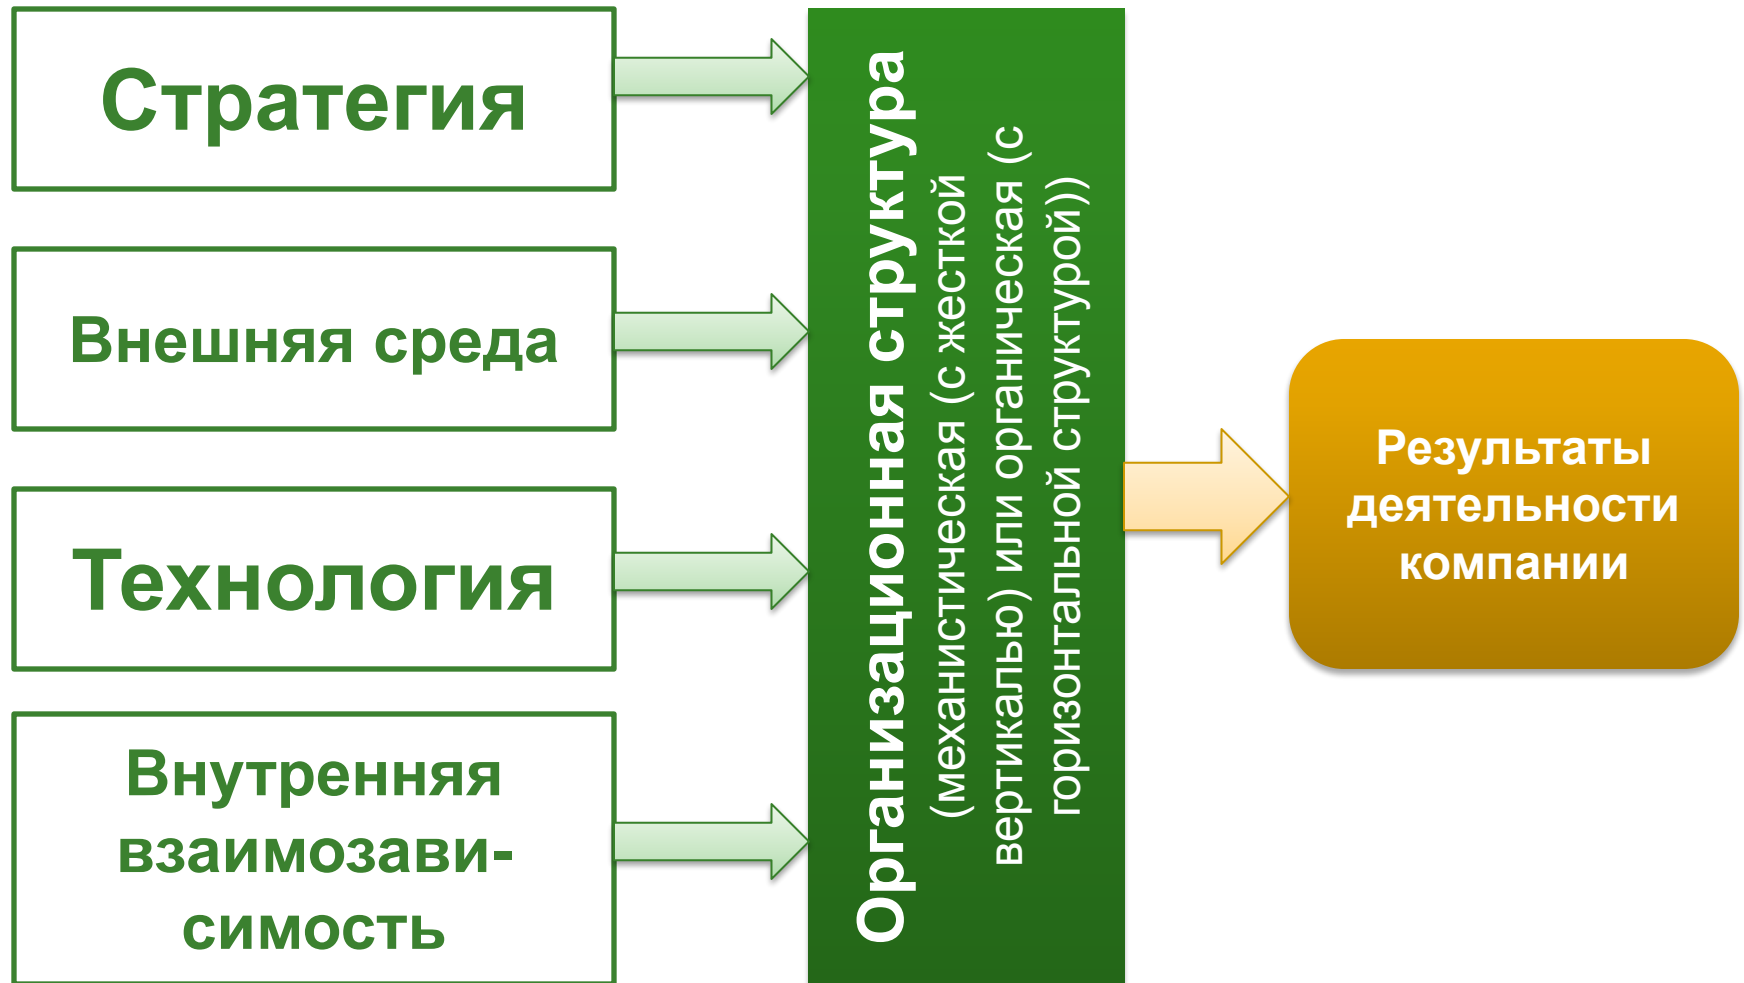 Стратегия
Внешняя среда
Технология
Внутренняя
взаимозави-
симость
Организационная структура
(механистическая (с жесткой
вертикалью) или органическая (с
горизонтальной структурой))
Результаты
деятельности
компании